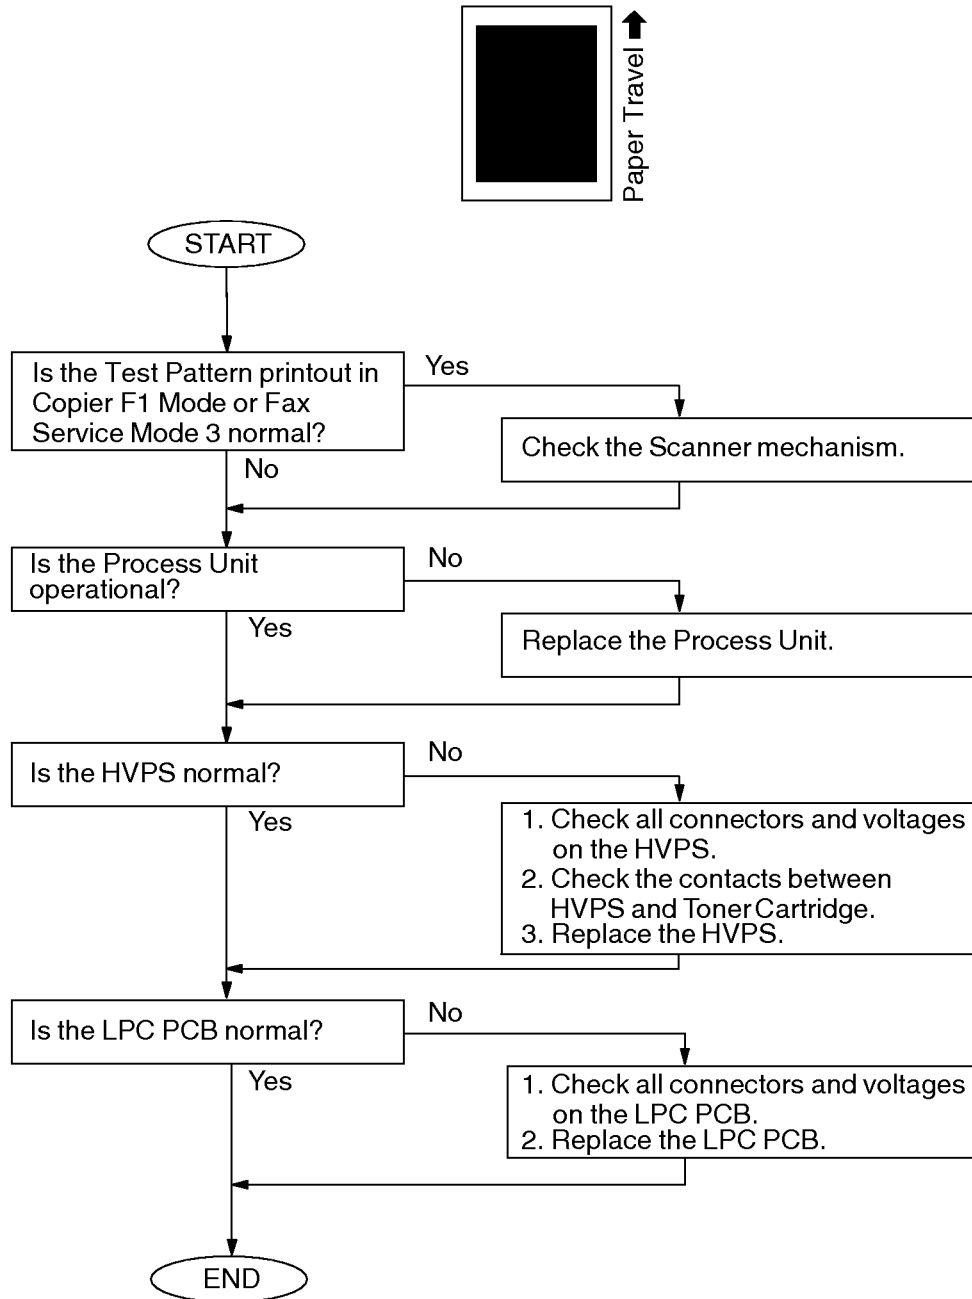 Paper Travel
START
Is the Test Pattern printout in
Copier F1 Mode or Fax
Service Mode 3 normal?
Yes
No
Check the Scanner mechanism.
Is the Process Unit
operational?
No
Yes
Replace the Process Unit.
Is the HVPS normal?
No
Yes
1. Check all connectors and voltages
on the HVPS.
2. Check the contacts between
HVPS and Toner Cartridge.
3. Replace the HVPS.
Is the LPC PCB normal?
No
Yes
1. Check all connectors and voltages
on the LPC PCB.
2. Replace the LPC PCB.
END